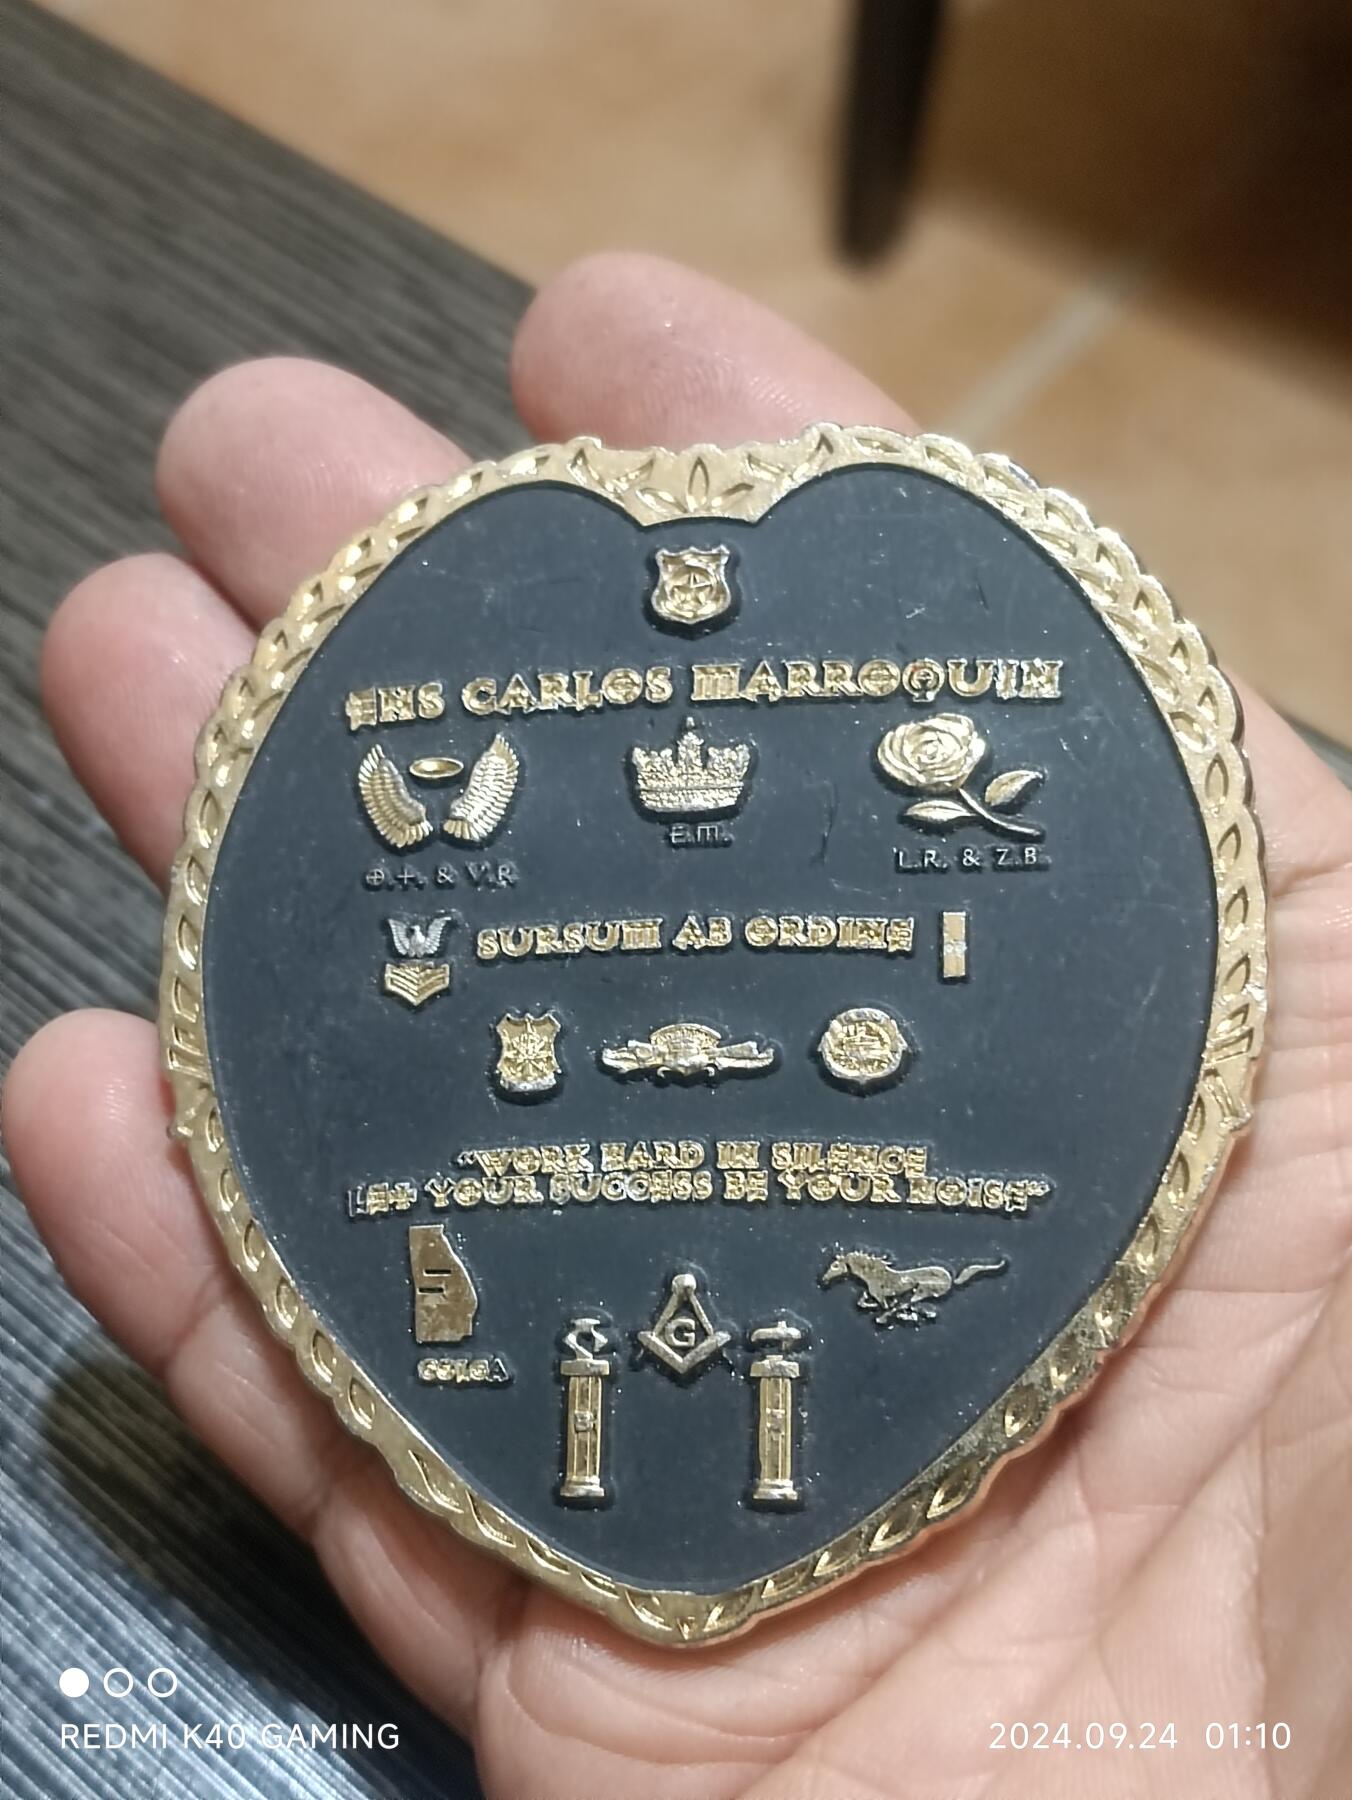 ENS CARLOS MARROQUIN
E.M.
O.T. & V.R
L.R. & Z.B.
SURSUM AB ORDINE
"WORK HARD IN SILENCE
LET YOUR SUCCESS BE YOUR NOISE"
G
REDMI K40 GAMING
2024.09.24 01:10